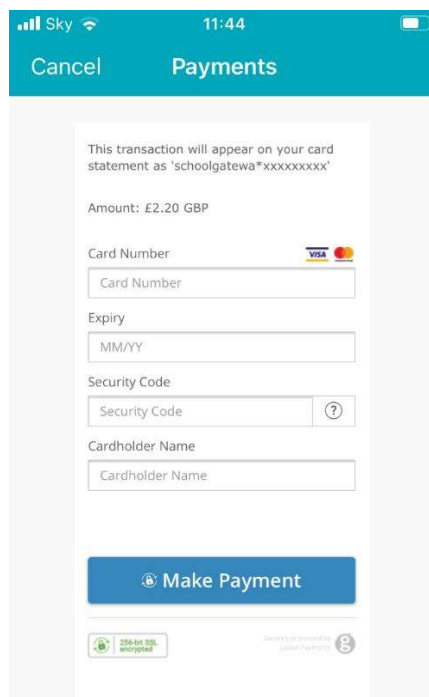 Sky 11:44
Cancel Payments
This transaction will appear on your card
statement as 'schoolgatewa*xxxxxxxxx'
Amount: £2.20 GBP
Card Number VISA
Card Number
Expiry
MM/YY
Security Code
Security Code ?
Cardholder Name
Cardholder Name
Make Payment
256-bit SSL
encrypted